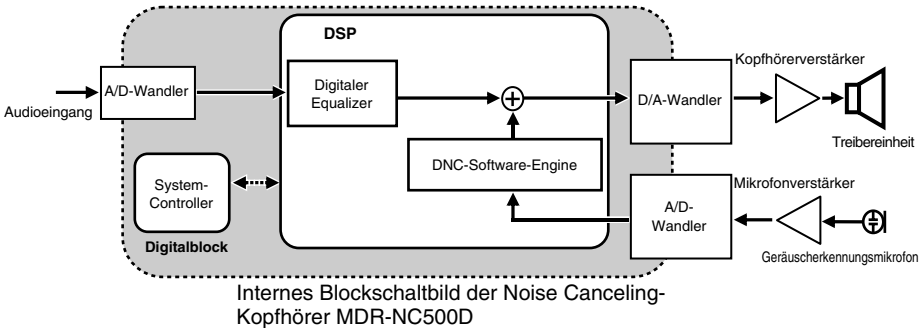 DSP
Kopfhörerverstärker
A/D-Wandler
Digitaler
Equalizer
D/A-Wandler
Audioeingang
Treibereinheit
DNC-Software-Engine
System-
Controller
Mikrofonverstärker
A/D-
Wandler
Digitalblock
Geräuscherkennungsmikrofon
Internes Blockschaltbild der Noise Canceling-
Kopfhörer MDR-NC500D